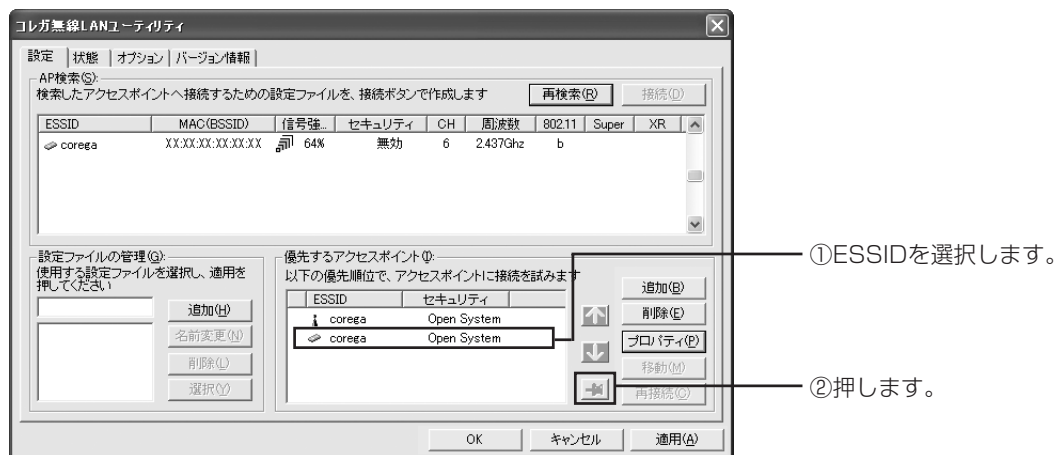 コレガ無線LANユーティリティ
設定 状態 オプション バージョン情報
AP検索(S):
検索したアクセスポイントへ接続するための設定ファイルを、接続ボタンで作成します 再検索(R) 接続(O)
ESSID MAC(BSSID) 信号強... セキュリティ CH 周波数 802.11 Super XR
corega XX:XX:XX:XX:XX:XX 64% 無効 6 2.437Ghz b
設定ファイルの管理(G):
使用する設定ファイルを選択し、適用を
押してください
追加(H)
名前変更(N)
削除(L)
選択(Y)
優先するアクセスポイント(I):
以下の優先順位で、アクセスポイントに接続を試みます
ESSID セキュリティ
corega Open System
corega Open System
追加(B)
削除(E)
プロパティ(P)
移動(M)
再接続(C)
OK キャンセル 適用(A)
①ESSIDを選択します。
②押します。